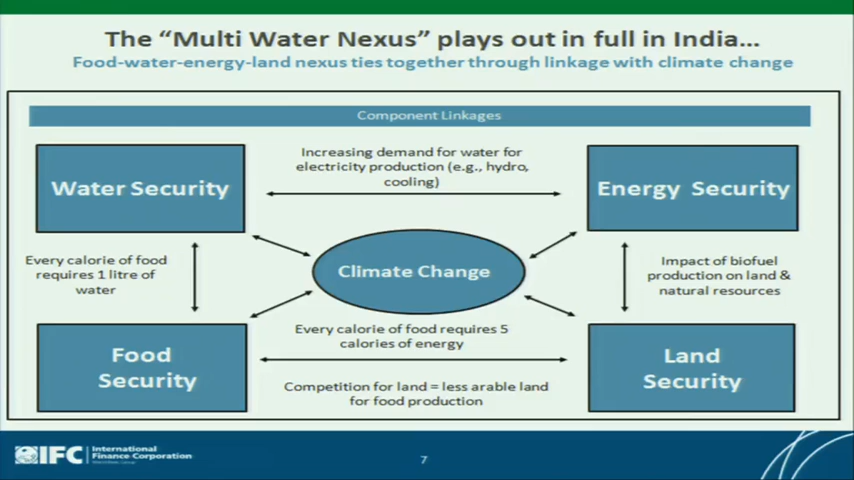 The “Multi Water Nexus” plays out in full in India...
Food-water-energy-land nexus ties together through linkage with climate change
Component Linkages
Water Security
Increasing demand for water for
electricity production (e.g., hydro,
cooling)
Energy Security
Every calorie of food
requires 1 litre of
water
Climate Change
Impact of biofuel
production on land &
natural resources
Food
Security
Every calorie of food requires 5
calories of energy
Competition for land = less arable land
for food production
Land
Security
IFC
International
Finance Corporation
7